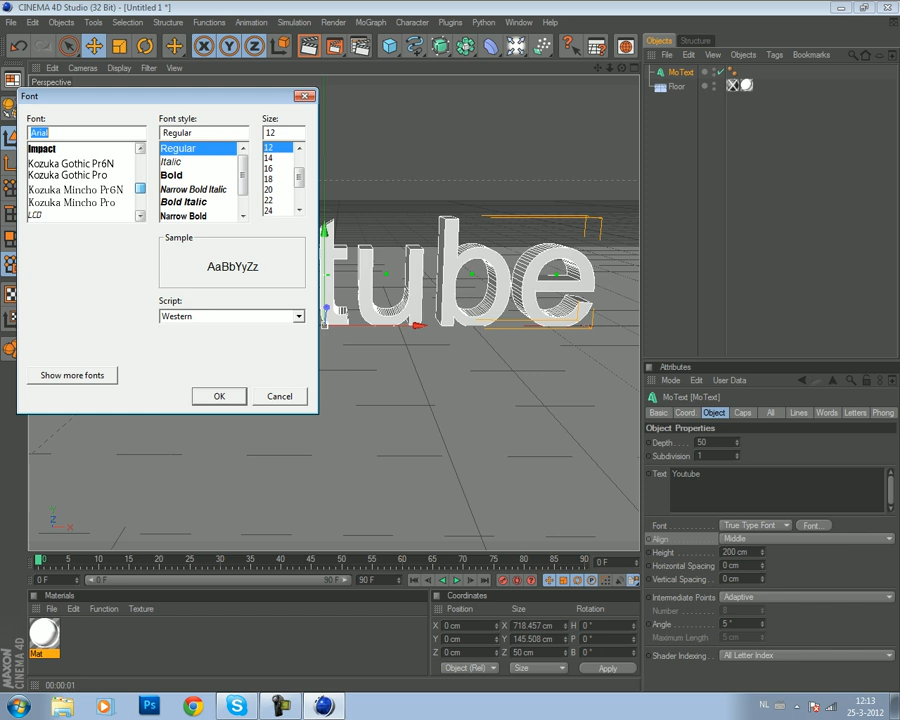 CINEMA 4D Studio (32 Bit) - [Untitled 1 *]
File Edit Objects Tools Selection Structure Functions Animation Simulation Render MoGraph Character Plugins Python Window Help
Edit Cameras Display Filter View
Perspective
Font
Font: Font style: Size:
Arial Regular 12
Impact
Kozuka Gothic Pr6N
Kozuka Gothic Pro
Kozuka Mincho Pr6N
Kozuka Mincho Pro
LCD
Regular
Italic
Bold
Narrow Bold Italic
Bold Italic
Narrow Bold
12
14
16
18
20
22
24
Sample
AaBbYyZz
Script:
Western
Show more fonts
OK Cancel
tube
Objects Structure
File Edit View Objects Tags Bookmarks
MoText
Floor
Attributes
Mode Edit User Data
MoText [MoText]
Basic Coord. Object Caps All Lines Words Letters Phong
Object Properties
Depth 50
Subdivision 1
Text Youtube
Font True Type Font Font...
Align Middle
Height 200 cm
Horizontal Spacing 0 cm
Vertical Spacing 0 cm
Intermediate Points Adaptive
Number 8
Angle 5 °
Maximum Length 5 cm
Shader Indexing All Letter Index
0 5 10 15 20 25 30 35 40 45 50 55 60 65 70 75 80 85 90 0 F
0 F 0 F 90 F 90 F
Materials
File Edit Function Texture
Mat
Coordinates
Position Size Rotation
X 0 cm X 718.457 cm H 0 °
Y 0 cm Y 145.508 cm P 0 °
Z 0 cm Z 50 cm B 0 °
Object (Rel) Size Apply
MAXON
CINEMA 4D
00:00:01
Ps
NL
12:13
25-3-2012